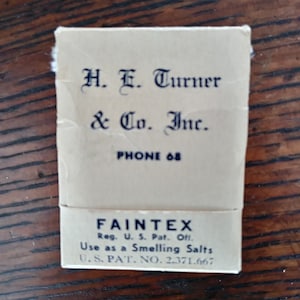 H. E. Turner
& Co. Inc.
PHONE 68
FAINTEX
Reg. U. S. Pat. Off.
Use as a Smelling Salts
U. S. PAT. NO. 2.371.667